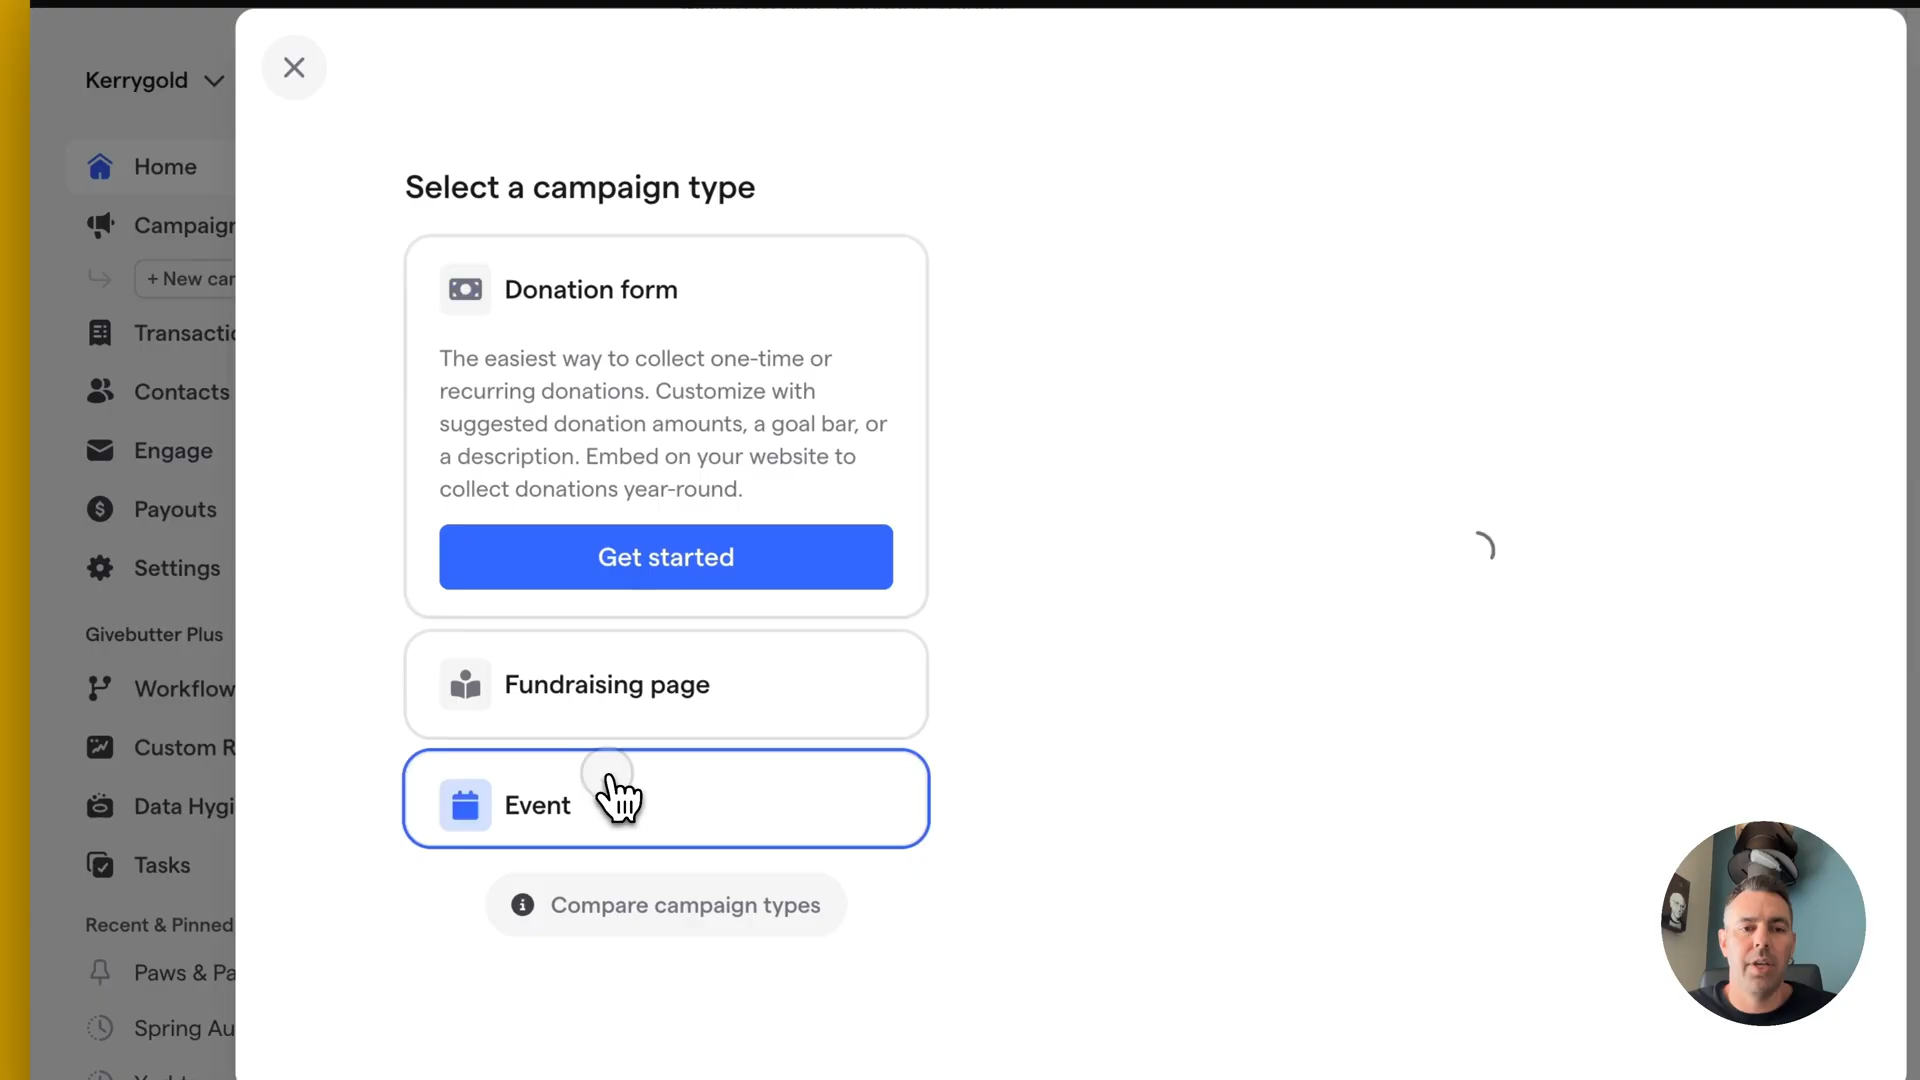 Kerrygold
Home
Campaign
+ New car
Transactio
Contacts
Engage
Payouts
Settings
Givebutter Plus
Workflow
Custom R
Data Hygi
Tasks
Recent & Pinned
Paws & Pa
Spring Au
Select a campaign type
Donation form
The easiest way to collect one-time or
recurring donations. Customize with
suggested donation amounts, a goal bar, or
a description. Embed on your website to
collect donations year-round.
Get started
Fundraising page
Event
Compare campaign types